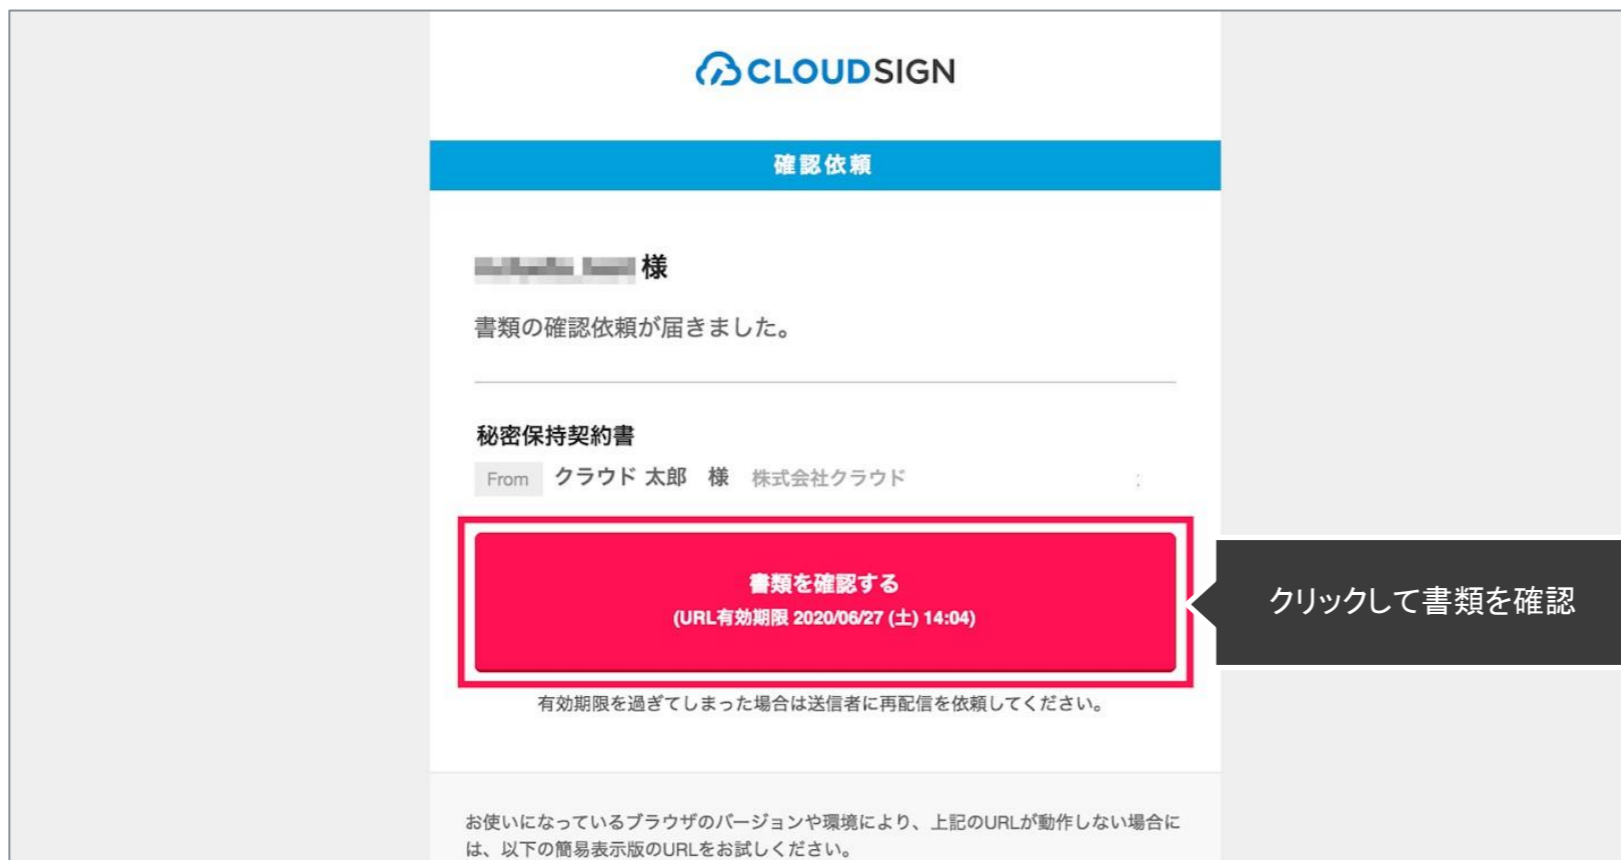 CLOUDSIGN
確認依頼
様
書類の確認依頼が届きました。
秘密保持契約書
From クラウド 太郎 様 株式会社クラウド
書類を確認する
(URL有効期限 2020/06/27 (土) 14:04)
クリックして書類を確認
有効期限を過ぎてしまった場合は送信者に再配信を依頼してください。
お使いになっているブラウザのバージョンや環境により、上記のURLが動作しない場合に
は、以下の簡易表示版のURLをお試しください。